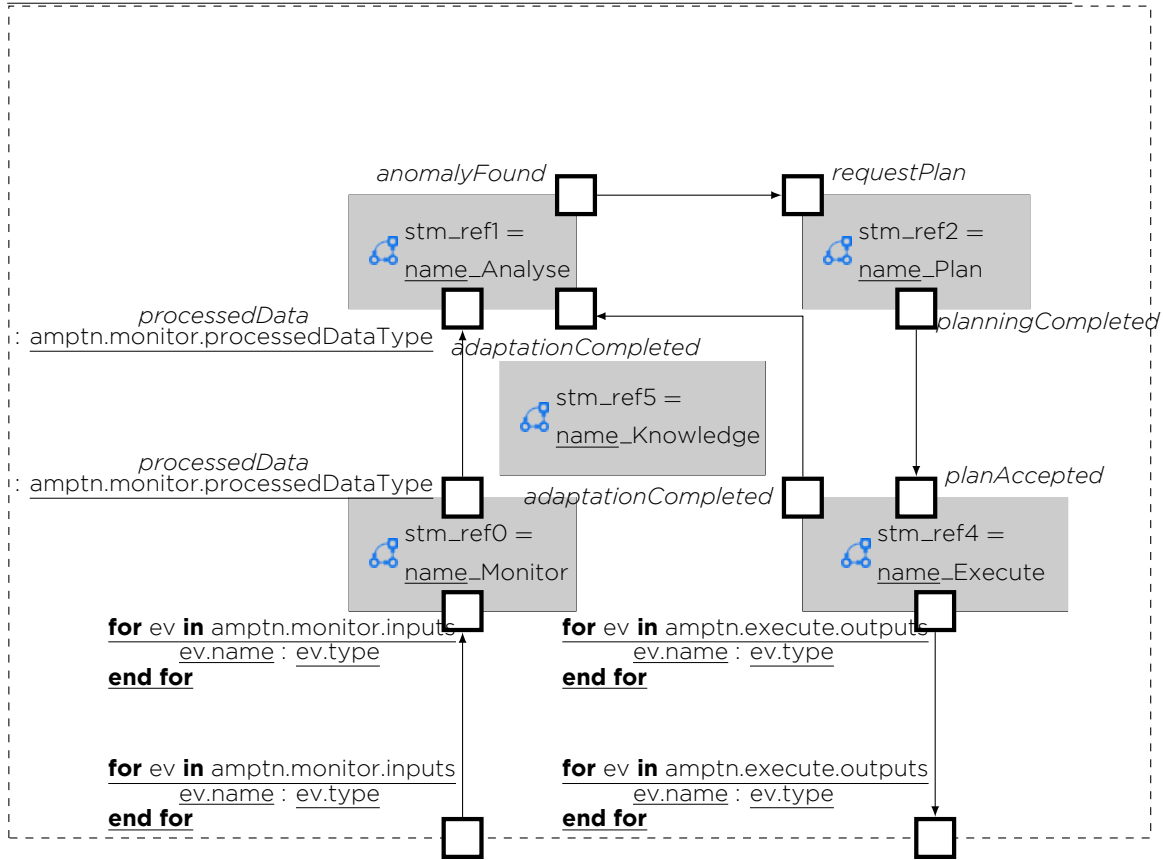 anomalyFound
requestPlan
stm_ref1 =
name_Analyse
stm_ref2 =
name_Plan
processedData
: amptn.monitor.processedDataType
adaptationCompleted
planningCompleted
stm_ref5 =
name_Knowledge
processedData
: amptn.monitor.processedDataType
adaptationCompleted
planAccepted
stm_ref0 =
name_Monitor
stm_ref4 =
name_Execute
for ev in amptn.monitor.inputs
ev.name : ev.type
end for
for ev in amptn.execute.outputs
ev.name : ev.type
end for
for ev in amptn.monitor.inputs
ev.name : ev.type
end for
for ev in amptn.execute.outputs
ev.name : ev.type
end for